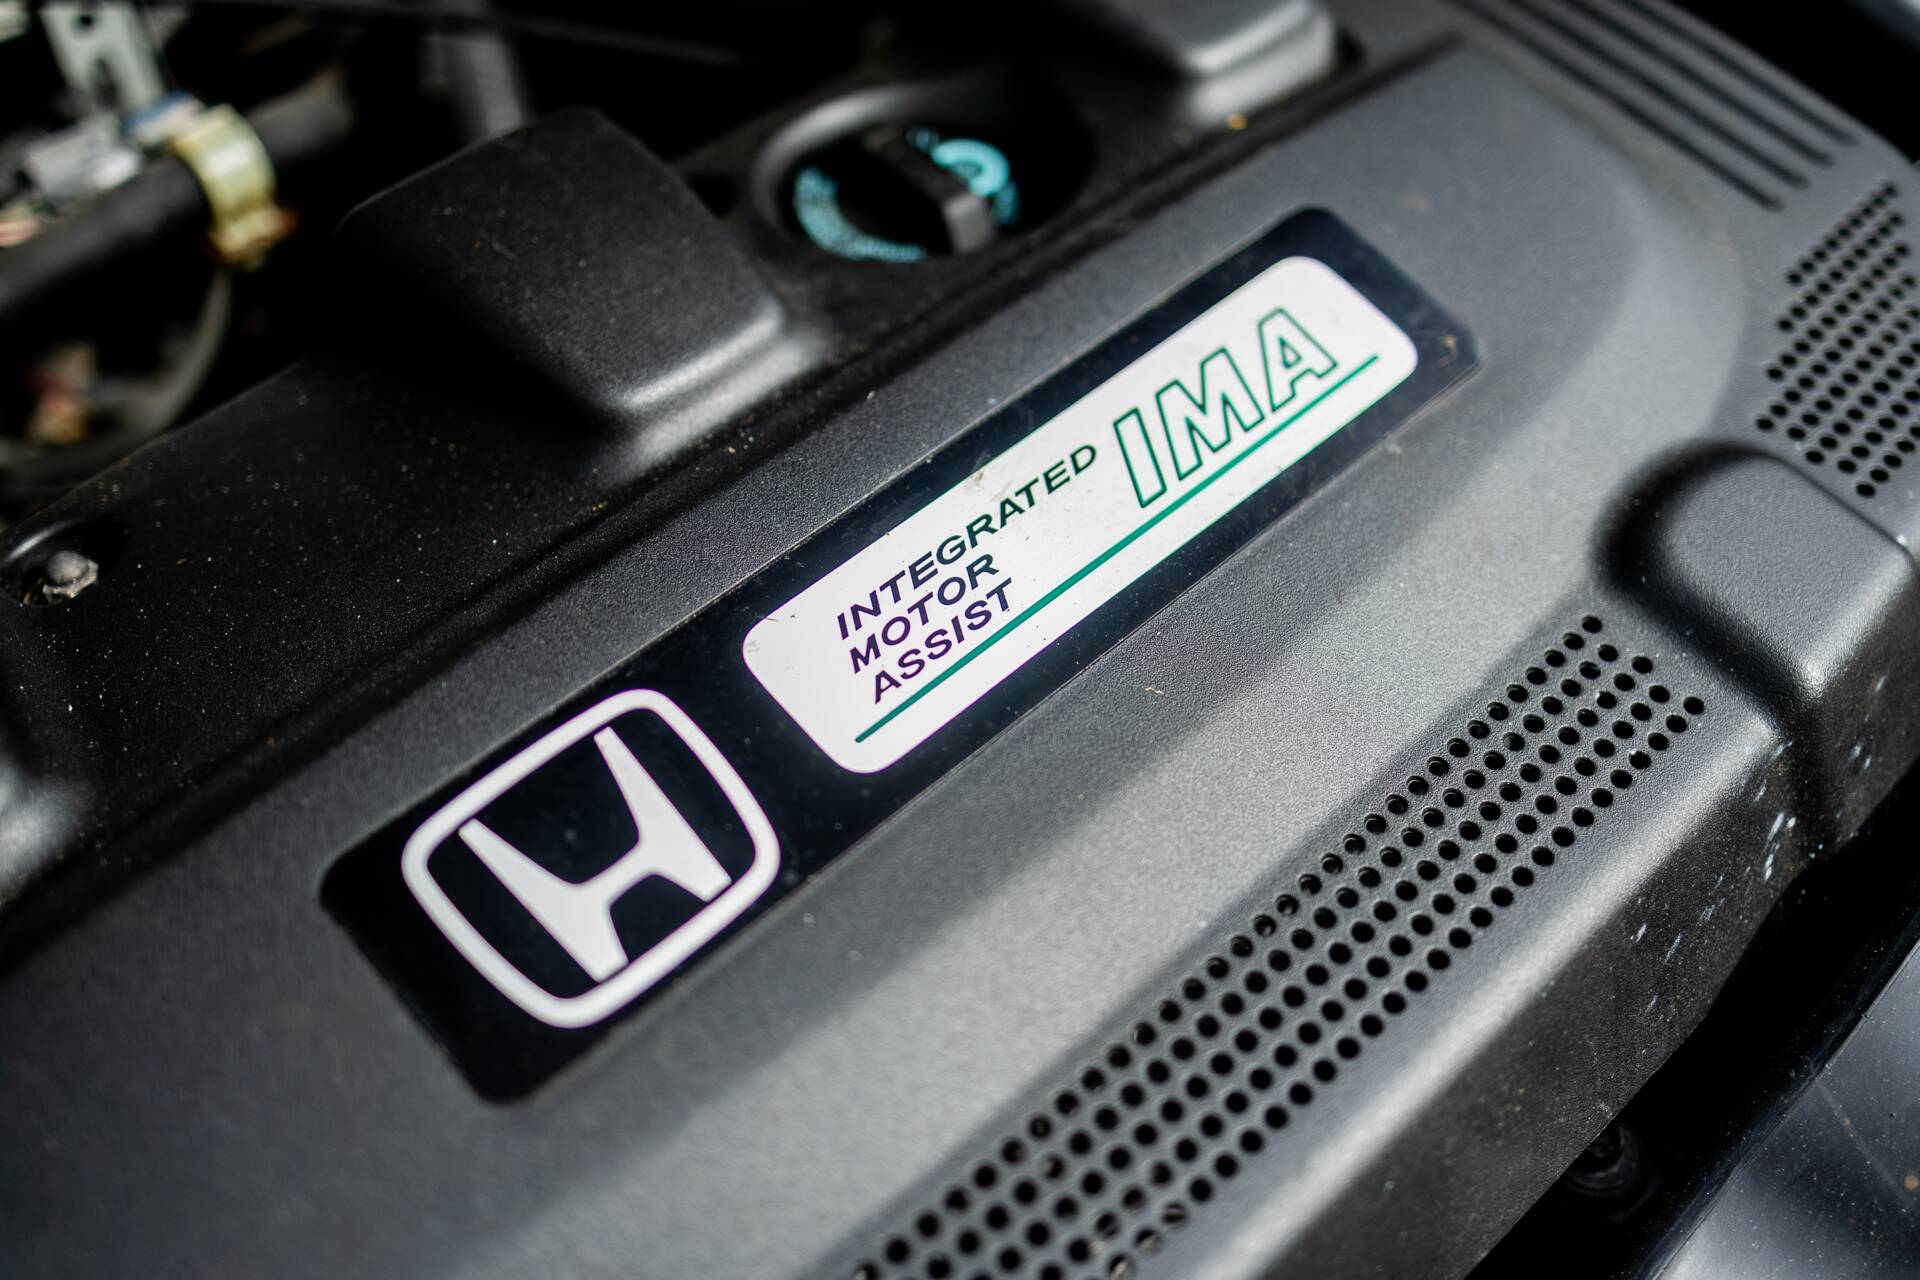 INTEGRATED
MOTOR
ASSIST
IMA